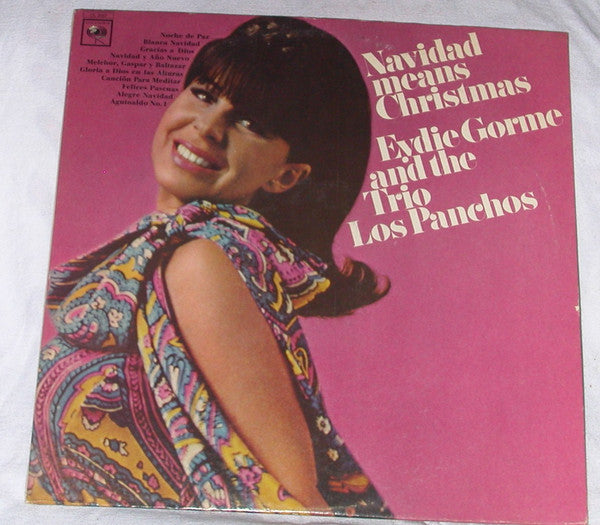 Noche de Paz
Blanca Navidad
Gracias a Dios
Navidad y Año Nuevo
Melchor, Gaspar y Baltazar
Gloria a Dios en las Alturas
Canción Para Meditar
Felices Pascuas
Alegre Navidad
Aguinaldo No. 1
Navidad
means
Christmas
Eydie Gorme
and the
Trio
Los Panchos